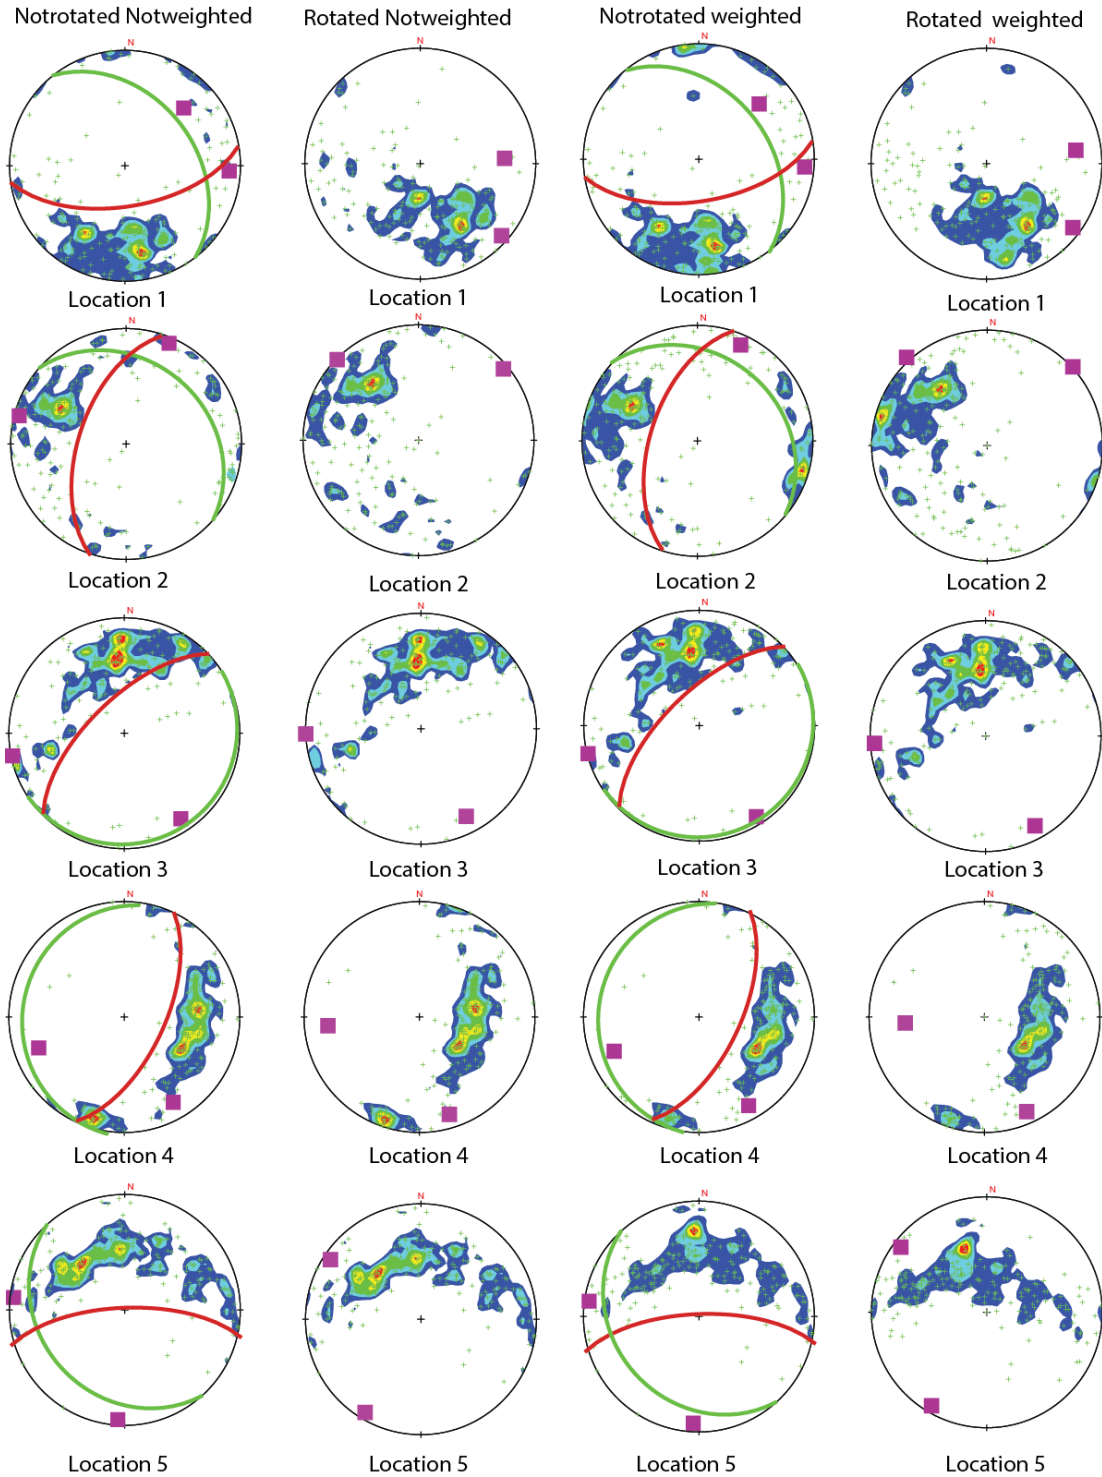 Notrotated Notweighted
Rotated Notweighted
Notrotated weighted
Rotated  weighted
N
N
N
N
Location 1
Location 1
Location 1
Location 1
N
N
N
N
Location 2
Location 2
Location 2
Location 2
N
N
N
N
Location 3
Location 3
Location 3
Location 3
N
N
N
N
Location 4
Location 4
Location 4
Location 4
N
N
N
N
Location 5
Location 5
Location 5
Location 5